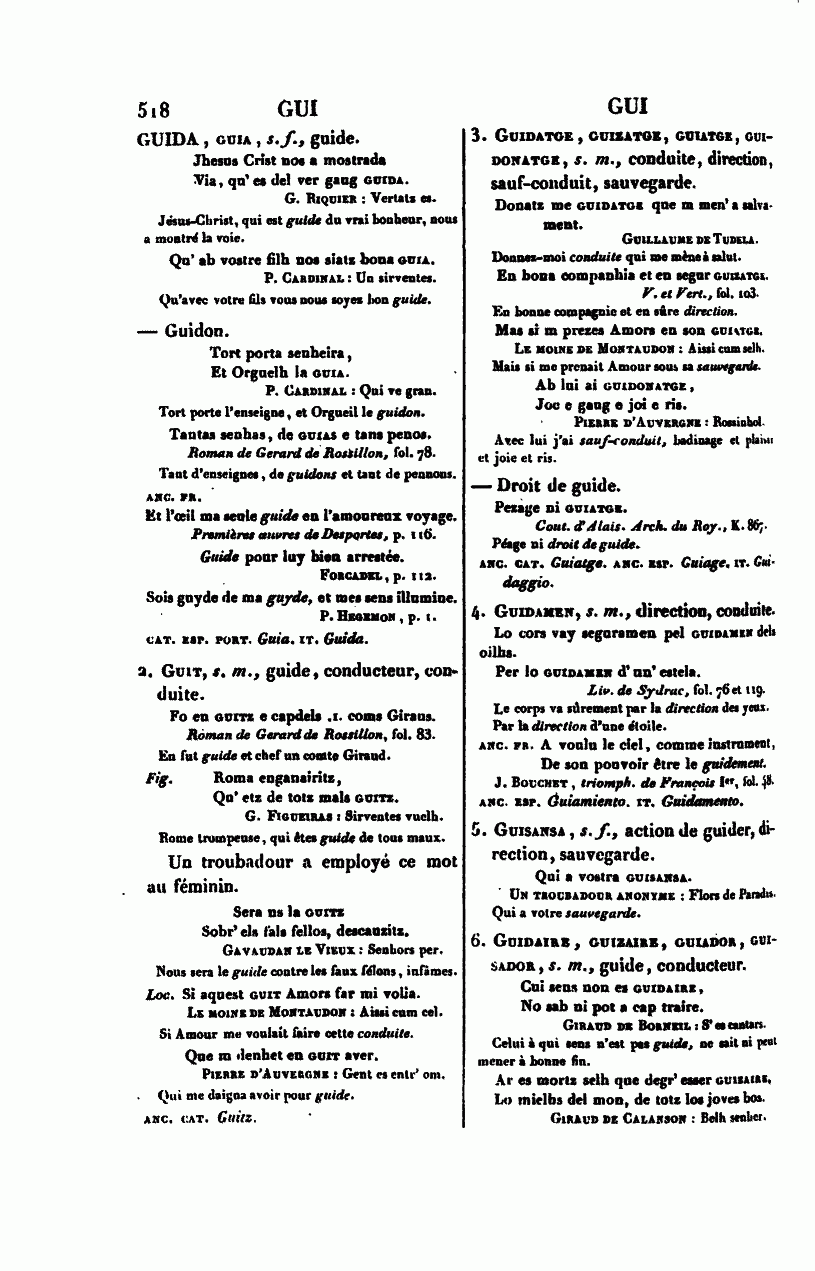 518 GUI
GUIDA, GUIA, s. f., guide.
Jhesus Crist nos a mostrada
Via, qu' es del ver gaug GUIDA.
G. RIQUIER : Vertatz es.
Jésus-Christ, qui est guide du vrai bonheur, nous
a montré la voie.
Qu' ab vostre filh nos siatz bona GUIA.
P. CARDINAL : Un sirventes.
Qu'avec votre fils vous nous soyez bon guide.
— Guidon.
Tort porta senheira,
Et Orguelh la GUIA.
P. CARDINAL : Qui ve gran.
Tort porte l'enseigne, et Orgueil le guidon.
Tantas senhas, de GUIAS e tans penos.
Roman de Gerard de Rossillon, fol. 78.
Tant d'enseignes, de guidons et tant de pennons.
ANC. FR.
Et l'œil ma seule guide en l'amoureux voyage.
Premières œuvres de Desportes, p. 116.
Guide pour luy bien arrestée.
FORCADEL, p. 112.
Sois guyde de ma guyde, et mes sens illumine.
P. HEGEMON, p. 1.
CAT. ESP. PORT. Guia. IT. Guida.
2. GUIT, s. m., guide, conducteur, con-
duite.
Fo en GUITZ e capdels .I. coms Giraus.
Roman de Gerard de Rossillon, fol. 83.
En fut guide et chef un comte Giraud.
Fig. Roma enganairitz,
Qu' etz de totz mals GUITZ.
G. FIGUEIRAS : Sirventes vuelh.
Rome trompeuse, qui êtes guide de tous maux.
Un troubadour a employé ce mot
au féminin.
Sera us la GUITZ
Sobr' els fals fellos, descauzitz.
GAVAUDAN LE VIEUX : Senhors per.
Nous sera le guide contre les faux félons, infâmes.
Loc. Si aquest GUIT Amors far mi volia.
LE MOINE DE MONTAUDON : Aissi cum cel.
Si Amour me voulait faire cette conduite.
Que m denhet en GUIT aver.
PIERRE D'AUVERGNE : Gent es entr' om.
Qui me daigna avoir pour guide.
ANC. CAT. Guitz.
GUI
3. GUIDATGE, GUIZATGE, GUIATGE, GUI-
DONATGE, s. m., conduite, direction,
sauf-conduit, sauvegarde.
Donatz me GUIDATGE que m men' a salva-
ment.
GUILLAUME DE TUDELA.
Donnez-moi conduite qui me mène à salut.
En bona companhia et en segur GUIZATGE.
V. et Vert., fol. 103.
En bonne compagnie et en sûre direction.
Mas si m prezes Amors en son GUIATGE.
LE MOINE DE MONTAUDON : Aissi cum selh.
Mais si me prenait Amour sous sa sauvegarde.
Ab lui ai GUIDONATGE,
Joc e gaug e joi e ris.
PIERRE D'AUVERGNE : Rossinhol.
Avec lui j'ai sauf-conduit, badinage et plaisir
et joie et ris.
— Droit de guide.
Pezage ni GUIATGE.
Cout. d'Alais. Arch. du Roy., K. 867.
Péage ni droit de guide.
ANC. CAT. Guiatge. ANC. ESP. Guiage. IT. Gui-
daggio.
4. GUIDAMEN, s. m., direction, conduite.
Lo cors vay seguramen pel GUIDAMEN dels
oilhs.
Per lo GUIDAMEN d' un' estela.
Liv. de Sydrac, fol. 76 et 119.
Le corps va sûrement par la direction des yeux.
Par la direction d'une étoile.
ANC. FR. A voulu le ciel, comme instrument,
De son pouvoir être le guidement.
J. BOUCHET, triomph. de François Ier, fol. 58.
ANC. ESP. Guiamiento. IT. Guidamento.
5. GUISANSA, s. f., action de guider, di-
rection, sauvegarde.
Qui a vostra GUISANSA.
UN TROUBADOUR ANONYME : Flors de Paradis.
Qui a votre sauvegarde.
6. GUIDAIRE, GUIZAIRE, GUIADOR, GUI-
SADOR, s. m., guide, conducteur.
Cui sens non es GUIDAIRE,
No sab ni pot a cap traire.
GIRAUD DE BORNEIL : S' es cantars.
Celui à qui sens n'est pas guide, ne sait ni peut
mener à bonne fin.
Ar es mortz selh que degr' esser GUIZAIRE,
Lo mielhs del mon, de totz los joves bos.
GIRAUD DE CALANSON : Belh senher.